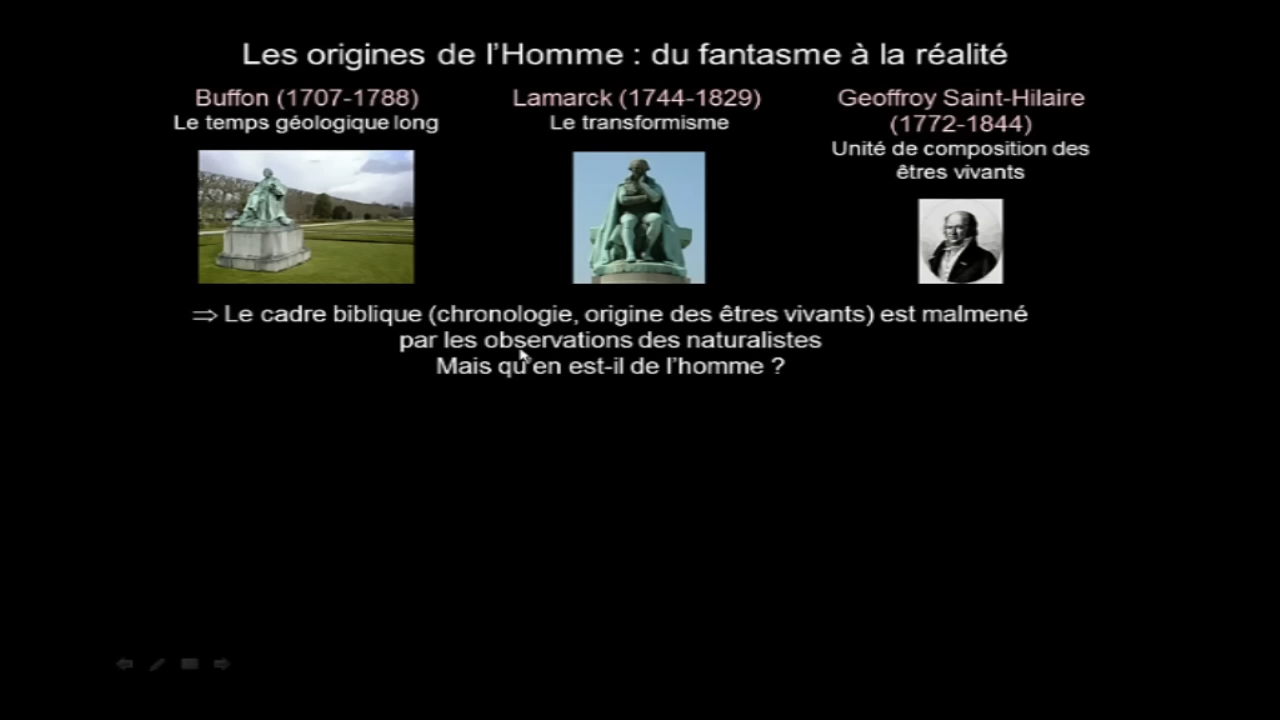 Les origines de l'Homme : du fantasme à la réalité
Buffon (1707-1788)
Le temps géologique long
Lamarck (1744-1829)
Le transformisme
Geoffroy Saint-Hilaire
(1772-1844)
Unité de composition des
êtres vivants
⇒ Le cadre biblique (chronologie, origine des êtres vivants) est malmené
par les observations des naturalistes
Mais qu'en est-il de l'homme ?